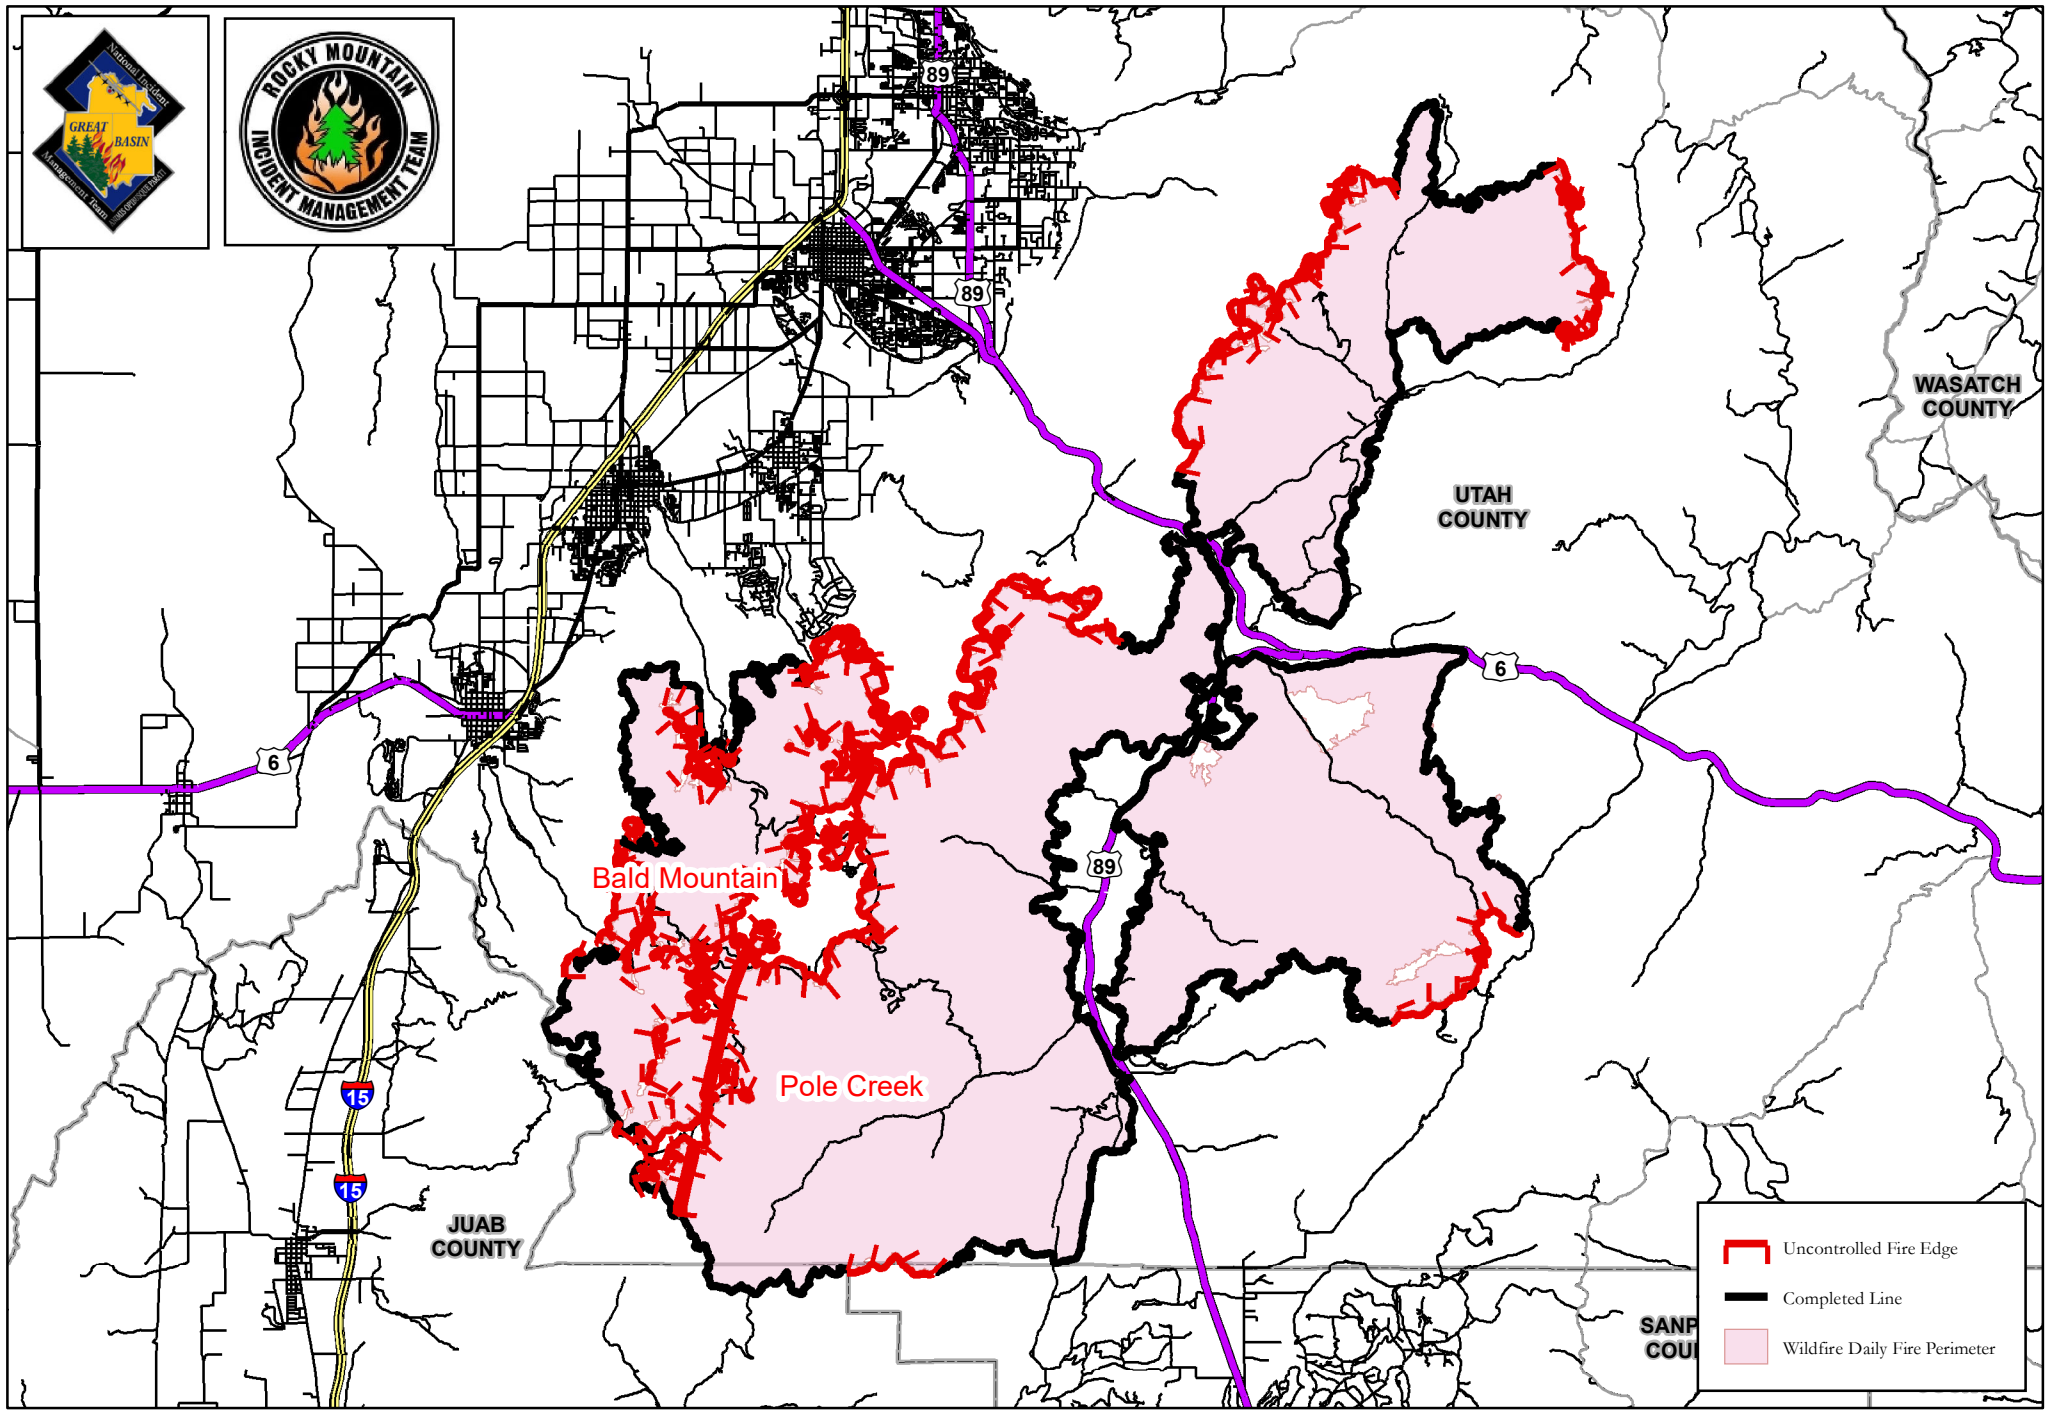 National Incident
GREAT
BASIN
Management Team
ROCKY MOUNTAIN
INCIDENT MANAGEMENT TEAM
89
89
WASATCH
COUNTY
UTAH
COUNTY
6
6
89
Bald Mountain
Pole Creek
15
15
JUAB
COUNTY
SANP
COU
Uncontrolled Fire Edge
Completed Line
Wildfire Daily Fire Perimeter